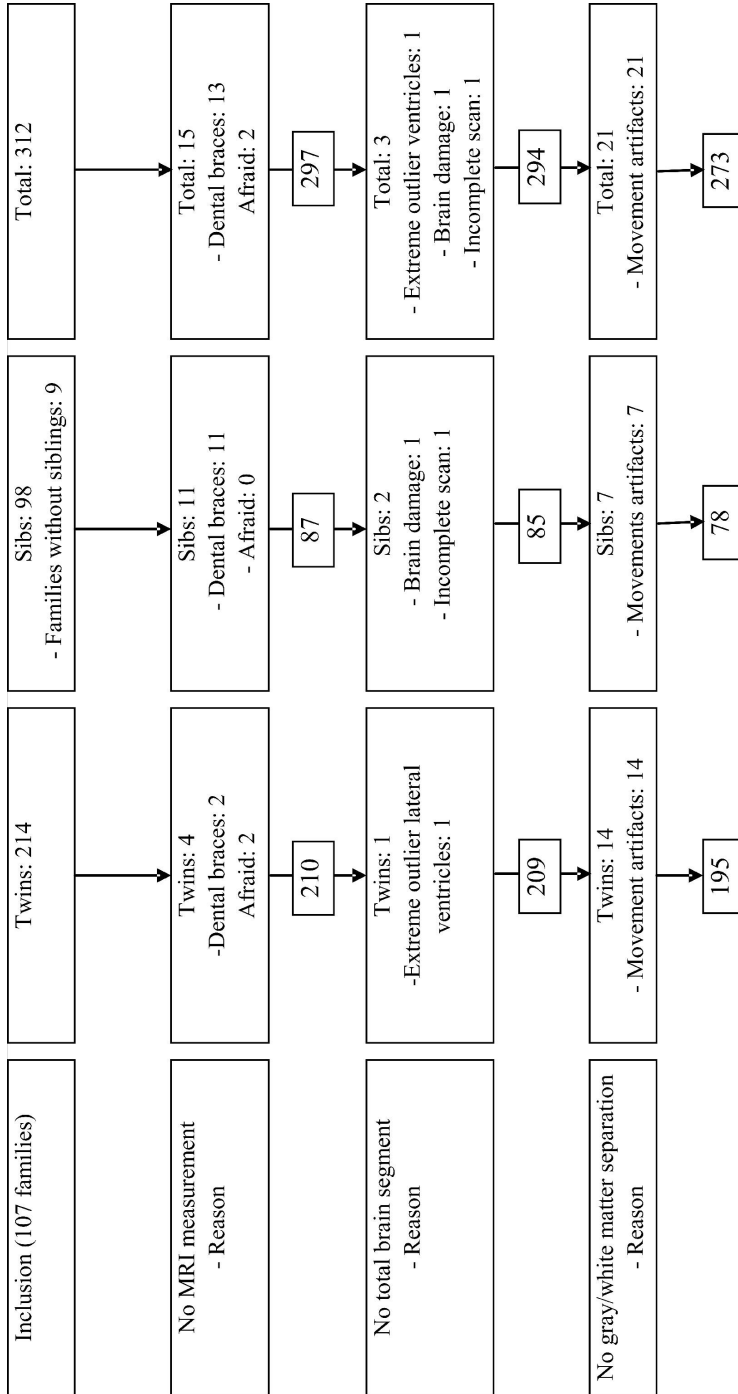 Inclusion (107 families)
Twins: 214
Sibs: 98
- Families without siblings: 9
Total: 312
No MRI measurement
- Reason
Twins: 4
-Dental braces: 2
Afraid: 2
Sibs: 11
- Dental braces: 11
- Afraid: 0
Total: 15
- Dental braces: 13
Afraid: 2
210
87
297
No total brain segment
- Reason
Twins: 1
-Extreme outlier lateral
ventricles: 1
Sibs: 2
- Brain damage: 1
- Incomplete scan: 1
Total: 3
- Extreme outlier ventricles: 1
- Brain damage: 1
- Incomplete scan: 1
209
85
294
No gray/white matter separation
- Reason
Twins: 14
- Movement artifacts: 14
Sibs: 7
- Movements artifacts: 7
Total: 21
- Movement artifacts: 21
195
78
273